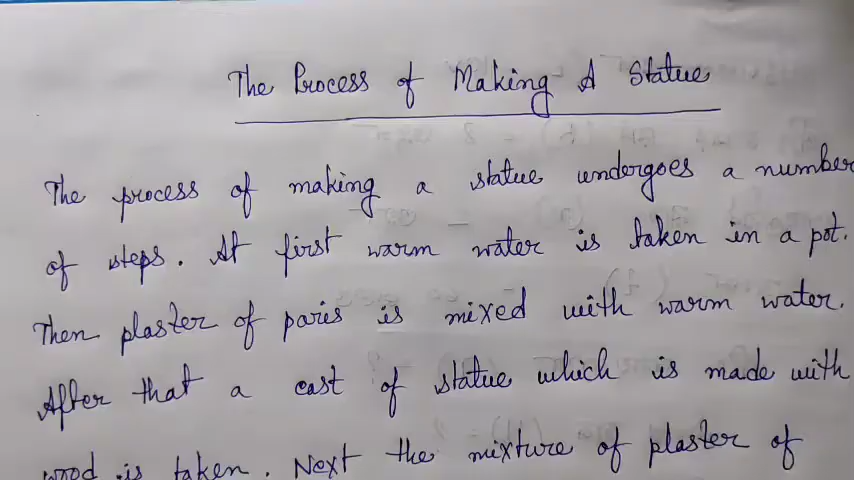 The Process of Making A Statue
The process of making a statue undergoes a number
of steps. At first warm water is taken in a pot.
Then plaster of paris is mixed with warm water.
After that a cast of statue which is made with
wood is taken. Next the mixture of plaster of